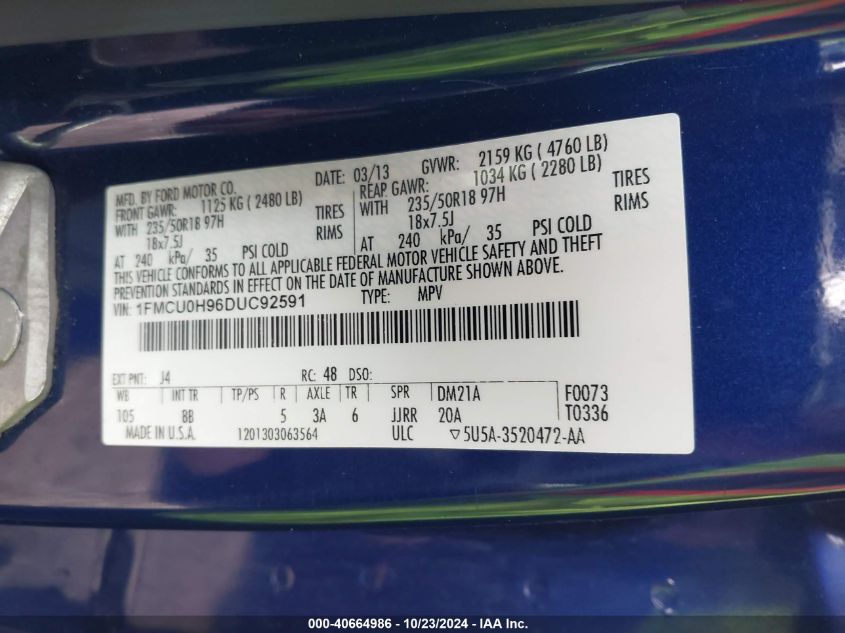 MFD. BY FORD MOTOR CO. DATE: 03/13 GVWR: 2159 KG ( 4760 LB)
FRONT GAWR: 1125 KG ( 2480 LB) REAR GAWR: 1034 KG ( 2280 LB)
WITH 235/50R18 97H TIRES WITH 235/50R18 97H TIRES
18x7.5J RIMS 18x7.5J RIMS
AT 240 kPa/ 35 PSI COLD AT 240 kPa/ 35 PSI COLD
THIS VEHICLE CONFORMS TO ALL APPLICABLE FEDERAL MOTOR VEHICLE SAFETY AND THEFT
PREVENTION STANDARDS IN EFFECT ON THE DATE OF MANUFACTURE SHOWN ABOVE.
VIN: 1FMCU0H96DUC92591 TYPE: MPV
EXT PNT: J4 RC: 48 DSO:
WB INT TR TP/PS R AXLE TR SPR DM21A F0073
105 8B 5 3A 6 JJRR 20A T0336
MADE IN U.S.A. 1201303063564 ULC ▽5U5A-3520472-AA
000-40664986 - 10/23/2024 - IAA Inc.